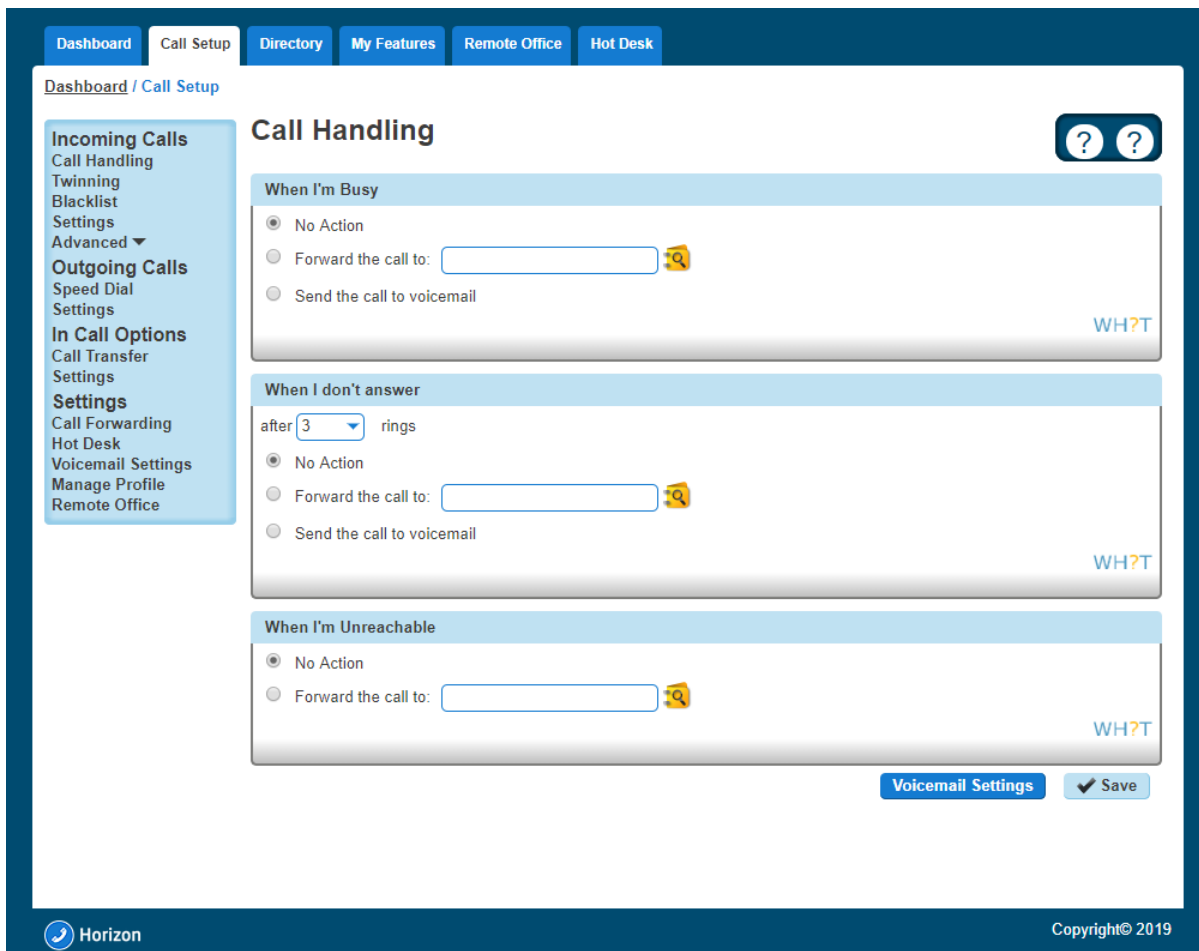 Dashboard Call Setup Directory My Features Remote Office Hot Desk
Dashboard / Call Setup
Incoming Calls
Call Handling
Twinning
Blacklist
Settings
Advanced
Outgoing Calls
Speed Dial
Settings
In Call Options
Call Transfer
Settings
Settings
Call Forwarding
Hot Desk
Voicemail Settings
Manage Profile
Remote Office
Call Handling
? ?
When I'm Busy
No Action
Forward the call to:
Send the call to voicemail
WH?T
When I don't answer
after 3 rings
No Action
Forward the call to:
Send the call to voicemail
WH?T
When I'm Unreachable
No Action
Forward the call to:
WH?T
Voicemail Settings Save
Horizon
Copyright© 2019